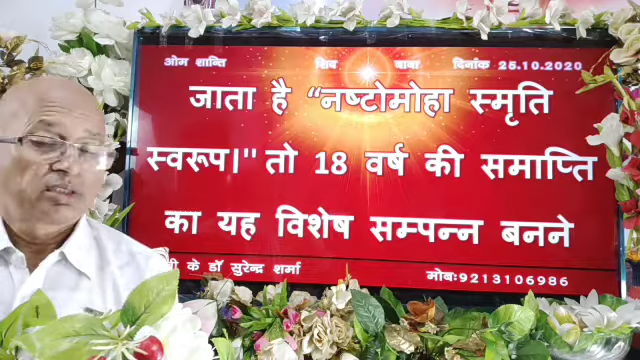 ओम शान्ति शिव बाबा दिनांक 25.10.2020
जाता है “नष्टोमोहा स्मृति
स्वरूप।" तो 18 वर्ष की समाप्ति
का यह विशेष सम्पन्न बनने
के डॉ सुरेन्द्र शर्मा मोबः9213106986